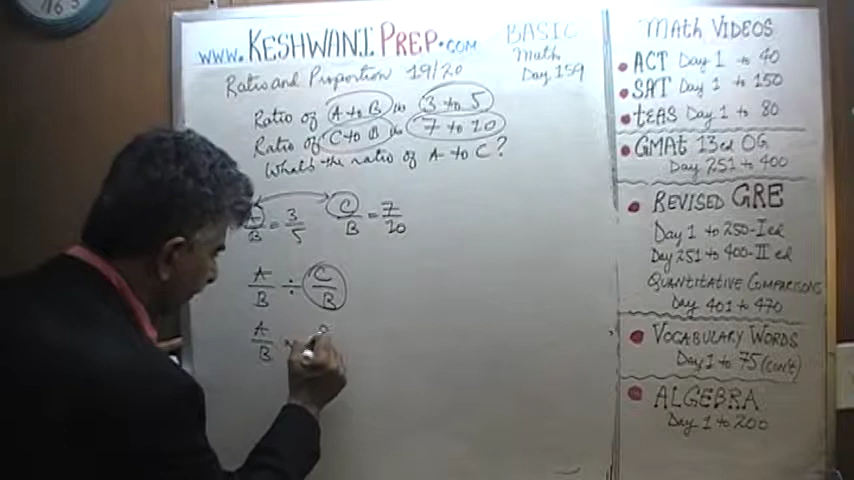 www.KESHWANI PREP.COM
BASIC
Math
Day 159
Ratio and Proportion 19/20
Ratio of A to B is 3 to 5
Ratio of C to B is 7 to 20
What's the ratio of A to C?
A/B = 3/5 C/B = 7/20
A/B ÷ C/B
A/B ×
Math Videos
ACT Day 1 to 40
SAT Day 1 to 150
tEAS Day 1 to 80
GMAt 13 ed OG
Day 251 to 400
REVISED GRE
Day 1 to 250-I ed
Day 251 to 400-II ed
QUANTITATIVE COMPARISONS
Day 401 to 470
VOCABULARY WORDS
Day 1 to 75 (con't)
ALGEBRA
Day 1 to 200